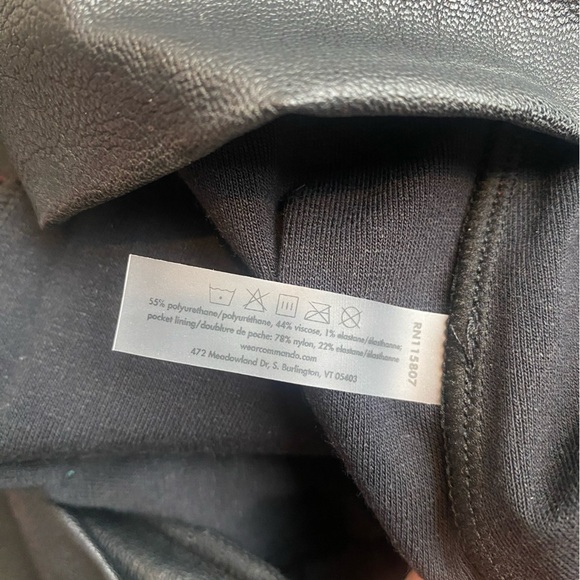 55% polyurethane/polyuréthane, 44% viscose, 1% elastane/élasthanne;
pocket lining/doublure de poche: 78% nylon, 22% elastane/élasthanne
wearcommando.com
472 Meadowland Dr, S. Burlington, VT 05403
RN115807